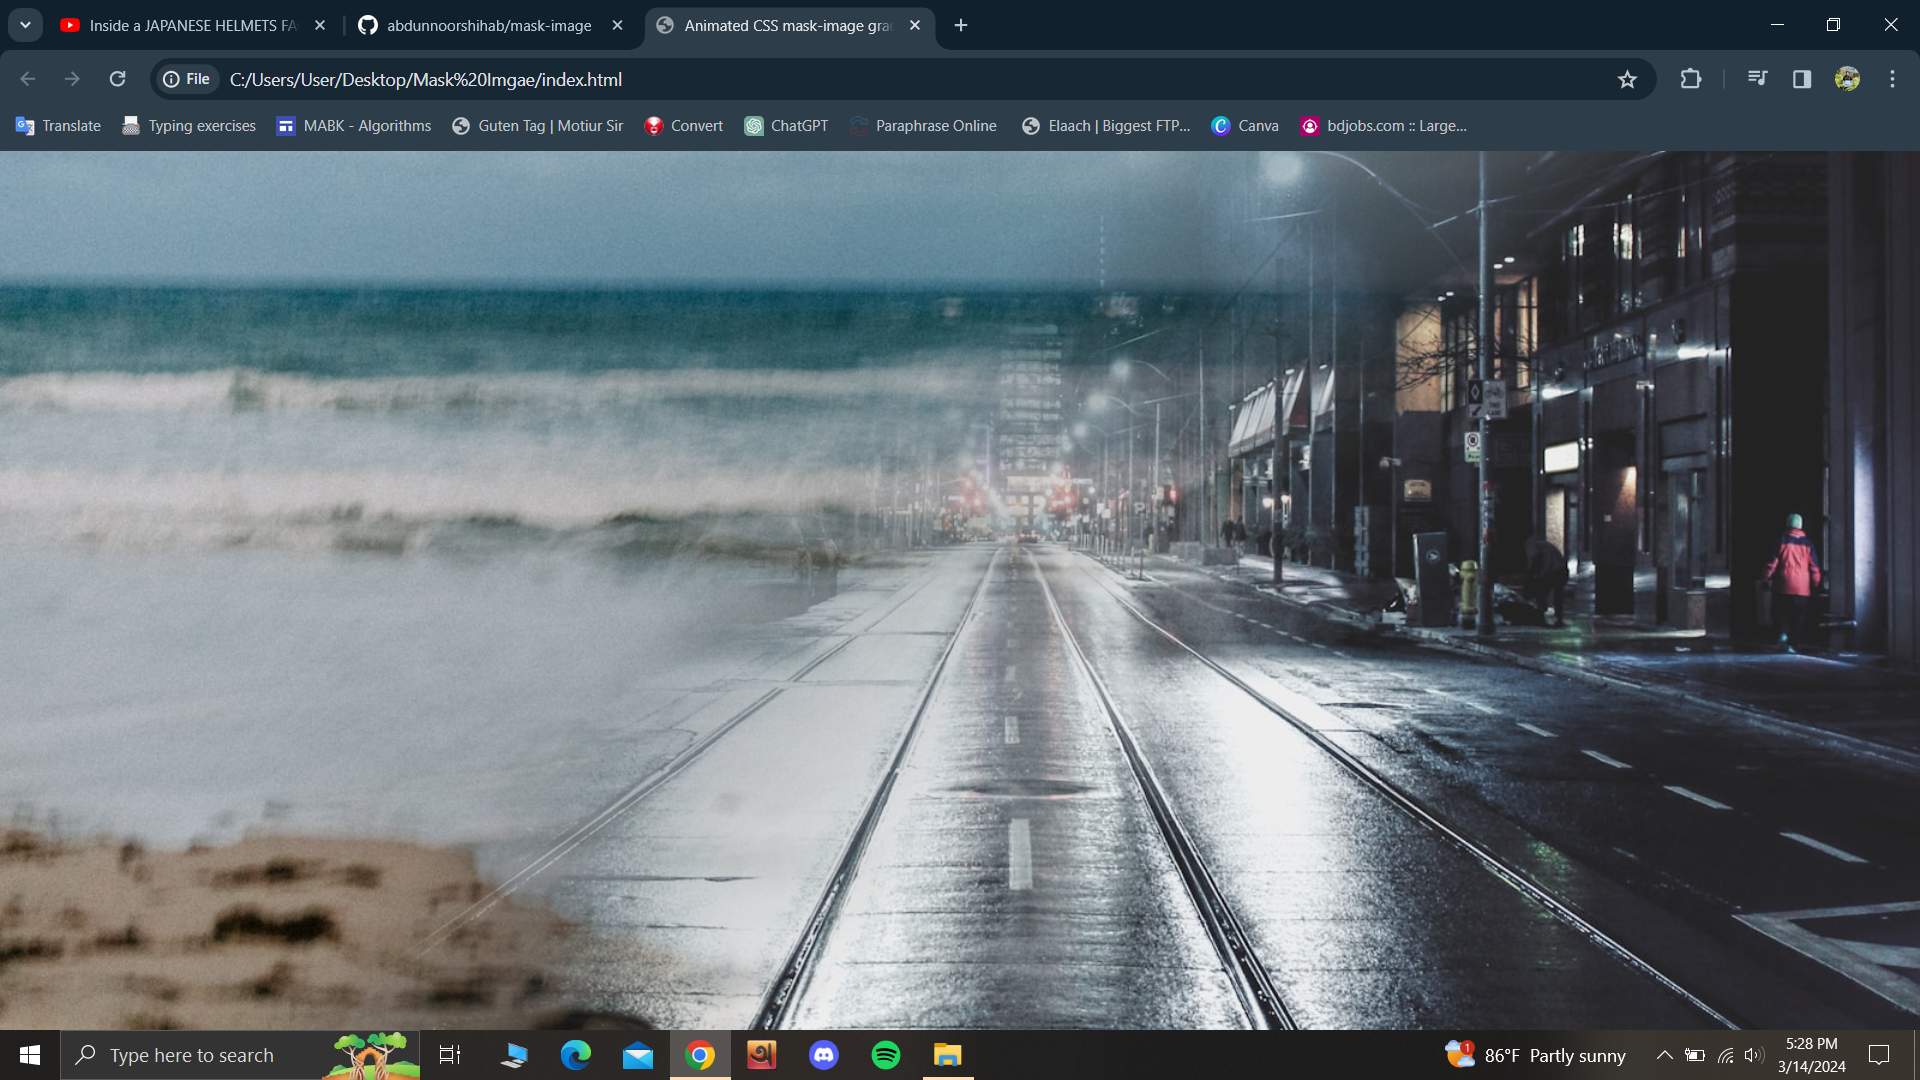 Inside a JAPANESE HELMETS FA
abdunnoorshihab/mask-image
Animated CSS mask-image gra
File
C:/Users/User/Desktop/Mask%20Imgae/index.html
Translate
Typing exercises
MABK - Algorithms
Guten Tag | Motiur Sir
Convert
ChatGPT
Paraphrase Online
Elaach | Biggest FTP...
Canva
bdjobs.com :: Large...
Type here to search
1
86°F Partly sunny
5:28 PM
3/14/2024